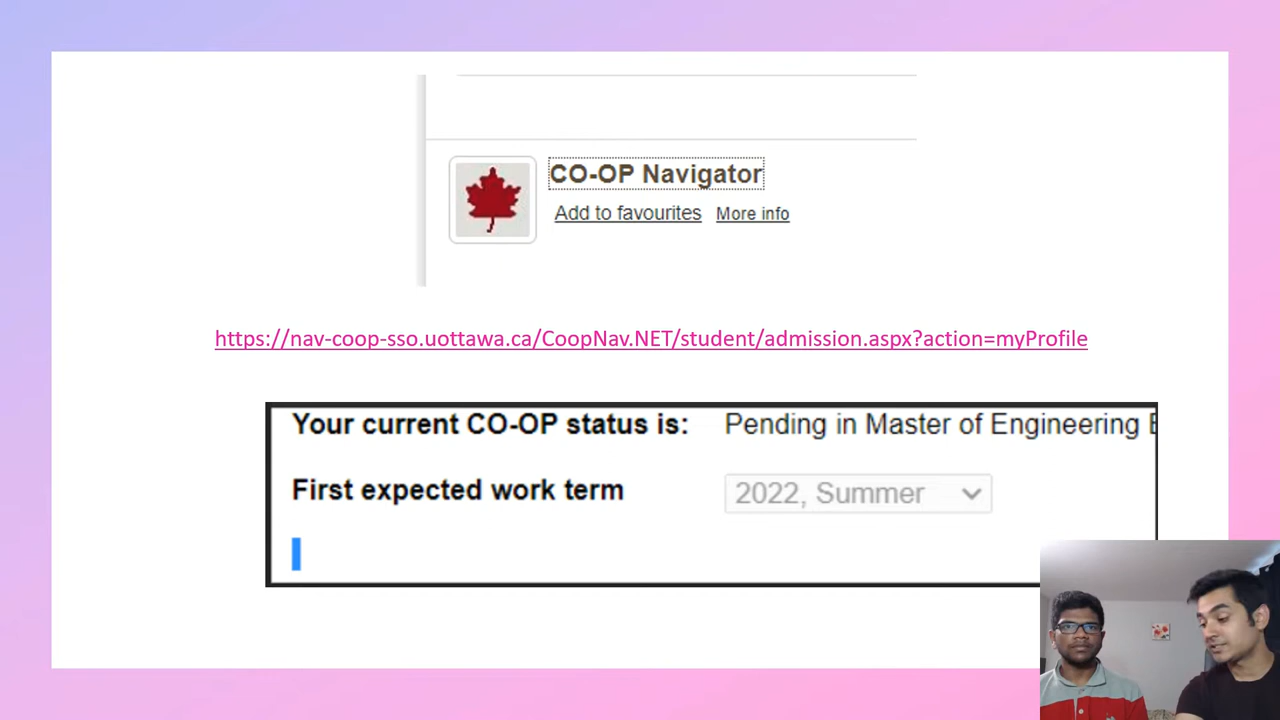 CO-OP Navigator
Add to favourites More info
https://nav-coop-sso.uottawa.ca/CoopNav.NET/student/admission.aspx?action=myProfile
Your current CO-OP status is: Pending in Master of Engineering
First expected work term 2022, Summer